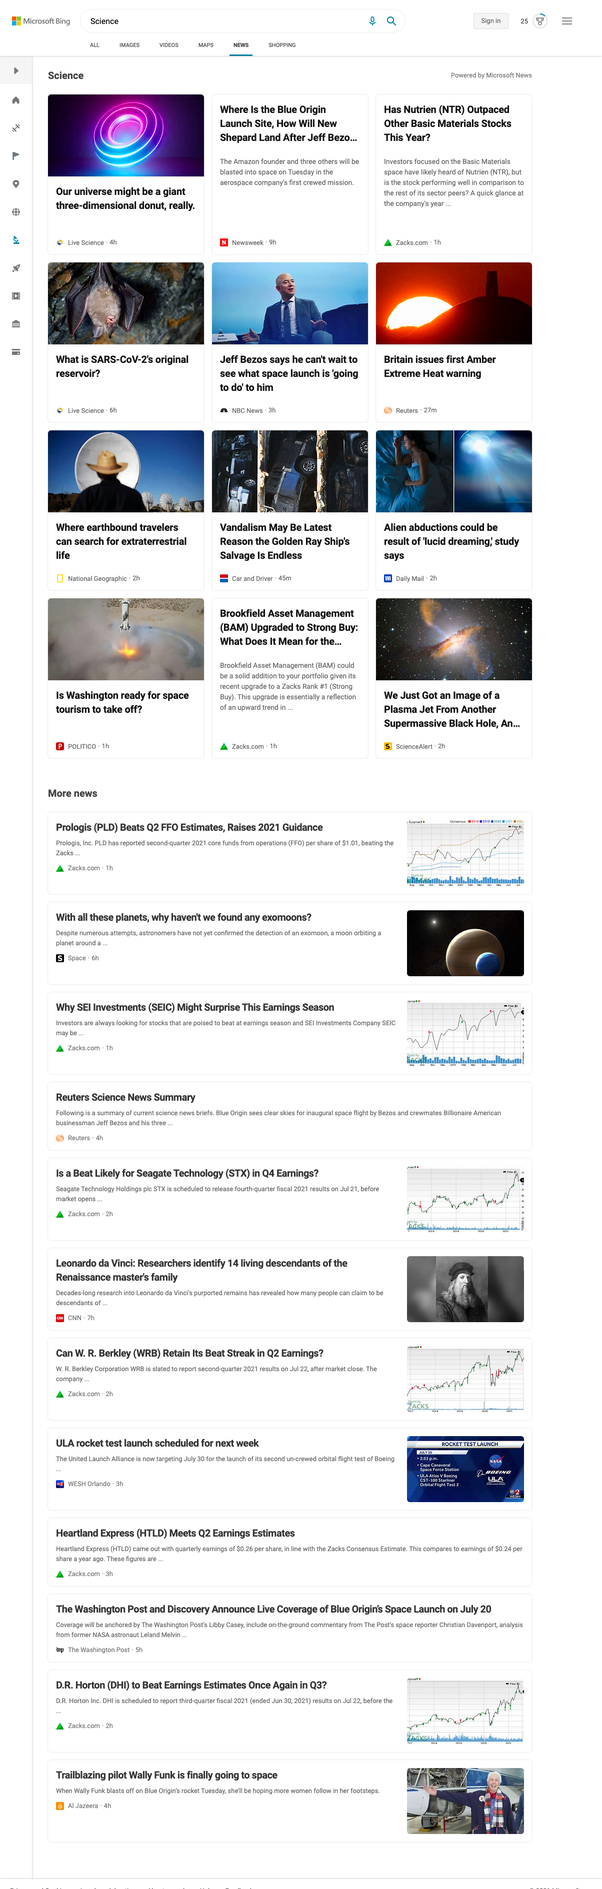 Microsoft Bing
Science
Sign in
25
ALL
IMAGES
VIDEOS
MAPS
NEWS
SHOPPING
Science
Powered by Microsoft News
Our universe might be a giant
three-dimensional donut, really.
Live Science · 4h
Where Is the Blue Origin
Launch Site, How Will New
Shepard Land After Jeff Bezo...
The Amazon founder and three others will be
blasted into space on Tuesday in the
aerospace company's first crewed mission.
Newsweek · 9h
Has Nutrien (NTR) Outpaced
Other Basic Materials Stocks
This Year?
Investors focused on the Basic Materials
space have likely heard of Nutrien (NTR), but
is the stock performing well in comparison to
the rest of its sector peers? A quick glance at
the company's year ...
Zacks.com · 1h
What is SARS-CoV-2's original
reservoir?
Live Science · 6h
Jeff Bezos says he can't wait to
see what space launch is 'going
to do' to him
NBC News · 3h
Britain issues first Amber
Extreme Heat warning
Reuters · 27m
Where earthbound travelers
can search for extraterrestrial
life
National Geographic · 2h
Vandalism May Be Latest
Reason the Golden Ray Ship's
Salvage Is Endless
Car and Driver · 45m
Alien abductions could be
result of 'lucid dreaming,' study
says
Daily Mail · 2h
Is Washington ready for space
tourism to take off?
POLITICO · 1h
Brookfield Asset Management
(BAM) Upgraded to Strong Buy:
What Does It Mean for the...
Brookfield Asset Management (BAM) could
be a solid addition to your portfolio given its
recent upgrade to a Zacks Rank #1 (Strong
Buy). This upgrade is essentially a reflection
of an upward trend in ...
Zacks.com · 1h
We Just Got an Image of a
Plasma Jet From Another
Supermassive Black Hole, An...
ScienceAlert · 2h
More news
Prologis (PLD) Beats Q2 FFO Estimates, Raises 2021 Guidance
Prologis, Inc. PLD has reported second-quarter 2021 core funds from operations (FFO) per share of $1.01, beating the
Zacks ...
Zacks.com · 1h
With all these planets, why haven't we found any exomoons?
Despite numerous attempts, astronomers have not yet confirmed the detection of an exomoon, a moon orbiting a
planet around a ...
Space · 6h
Why SEI Investments (SEIC) Might Surprise This Earnings Season
Investors are always looking for stocks that are poised to beat at earnings season and SEI Investments Company SEIC
may be ...
Zacks.com · 1h
Reuters Science News Summary
Following is a summary of current science news briefs. Blue Origin sees clear skies for inaugural space flight by Bezos and crewmates Billionaire American
businessman Jeff Bezos and his three ...
Reuters · 4h
Is a Beat Likely for Seagate Technology (STX) in Q4 Earnings?
Seagate Technology Holdings plc STX is scheduled to release fourth-quarter fiscal 2021 results on Jul 21, before
market opens ...
Zacks.com · 2h
Leonardo da Vinci: Researchers identify 14 living descendants of the
Renaissance master's family
Decades-long research into Leonardo da Vinci's purported remains has revealed how many people can claim to be
descendants of ...
CNN · 7h
Can W. R. Berkley (WRB) Retain Its Beat Streak in Q2 Earnings?
W. R. Berkley Corporation WRB is slated to report second-quarter 2021 results on Jul 22, after market close. The
company ...
Zacks.com · 2h
ZACKS
ULA rocket test launch scheduled for next week
The United Launch Alliance is now targeting July 30 for the launch of its second un-crewed orbital flight test of Boeing
...
WESH Orlando · 3h
ROCKET TEST LAUNCH
JULY 30
• 2:53 p.m.
• Cape Canaveral
Space Force Station
• ULA Atlas V Boeing
CST-100 Starliner
Orbital Flight Test 2
NASA
BOEING
ULA
Heartland Express (HTLD) Meets Q2 Earnings Estimates
Heartland Express (HTLD) came out with quarterly earnings of $0.26 per share, in line with the Zacks Consensus Estimate. This compares to earnings of $0.24 per
share a year ago. These figures are ...
Zacks.com · 3h
The Washington Post and Discovery Announce Live Coverage of Blue Origin's Space Launch on July 20
Coverage will be anchored by The Washington Post's Libby Casey, include on-the-ground commentary from The Post's space reporter Christian Davenport, analysis
from former NASA astronaut Leland Melvin ...
The Washington Post · 5h
D.R. Horton (DHI) to Beat Earnings Estimates Once Again in Q3?
D.R. Horton Inc. DHI is scheduled to report third-quarter fiscal 2021 (ended Jun 30, 2021) results on Jul 22, before the
...
Zacks.com · 2h
Trailblazing pilot Wally Funk is finally going to space
When Wally Funk blasts off on Blue Origin's rocket Tuesday, she'll be hoping more women follow in her footsteps.
Al Jazeera · 4h